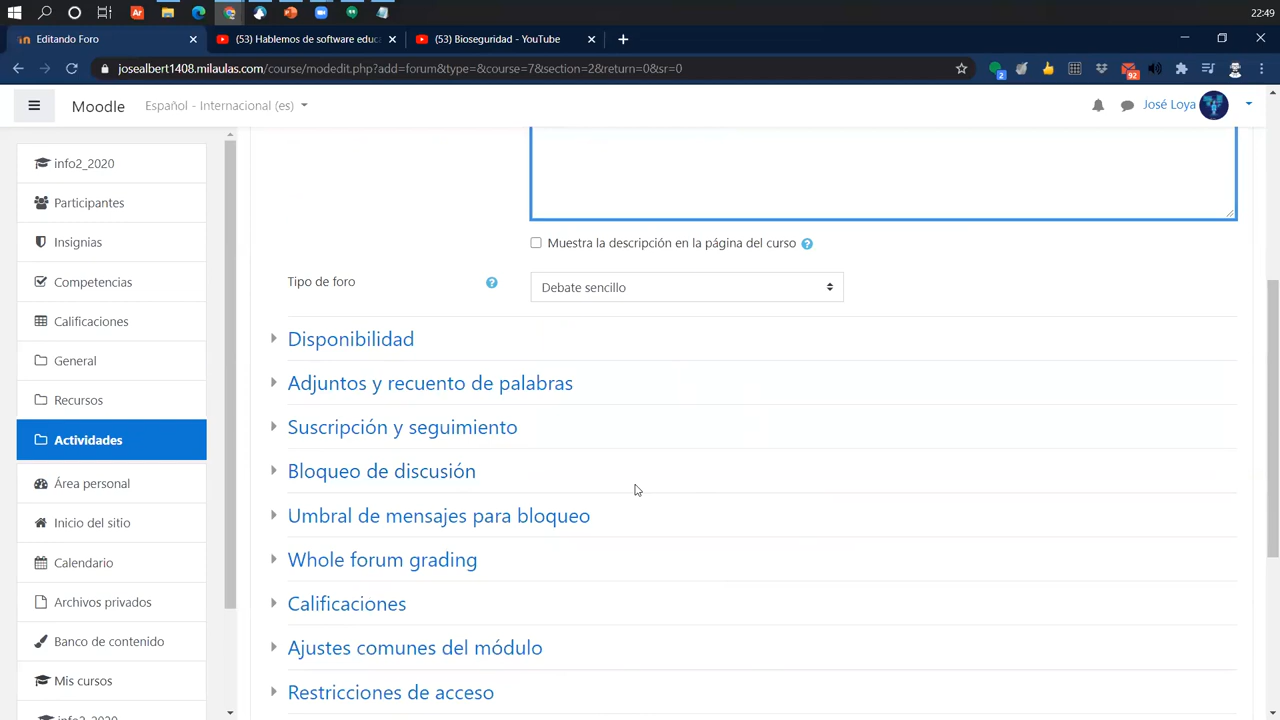 22:49
Editando Foro
(53) Hablemos de software educa
(53) Bioseguridad - YouTube
josealbert1408.milaulas.com/course/modedit.php?add=forum&type=&course=7&section=2&return=0&sr=0
2
92
Moodle
Español - Internacional (es)
José Loya
info2_2020
Participantes
Insignias
Competencias
Calificaciones
General
Recursos
Actividades
Área personal
Inicio del sitio
Calendario
Archivos privados
Banco de contenido
Mis cursos
info2_2020
Muestra la descripción en la página del curso
Tipo de foro
Debate sencillo
Disponibilidad
Adjuntos y recuento de palabras
Suscripción y seguimiento
Bloqueo de discusión
Umbral de mensajes para bloqueo
Whole forum grading
Calificaciones
Ajustes comunes del módulo
Restricciones de acceso